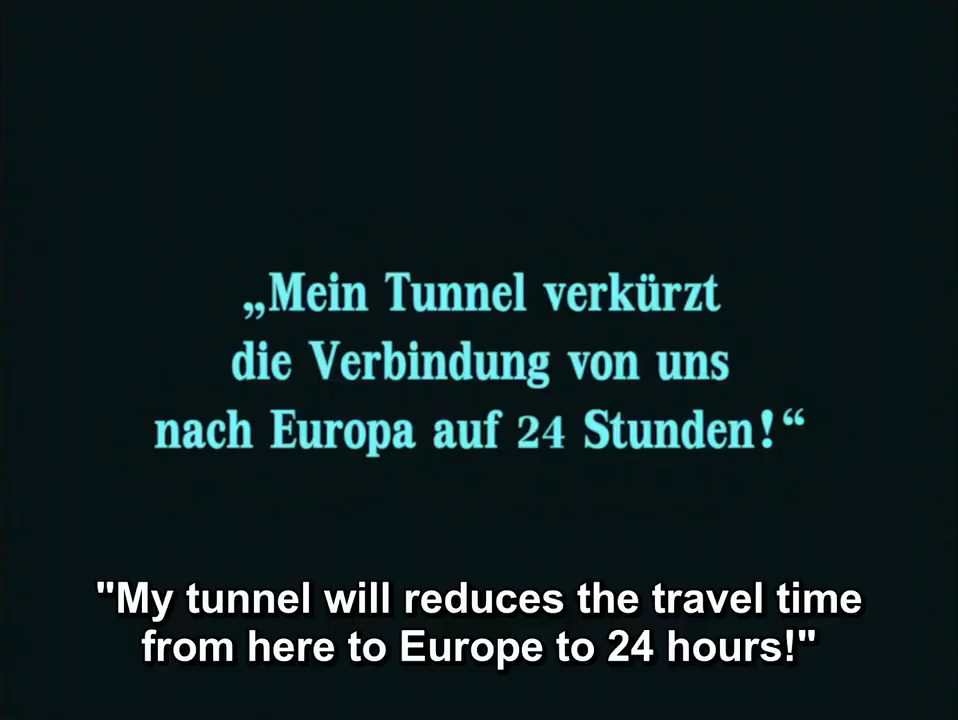 „Mein Tunnel verkürzt
die Verbindung von uns
nach Europa auf 24 Stunden!“
"My tunnel will reduces the travel time
from here to Europe to 24 hours!"